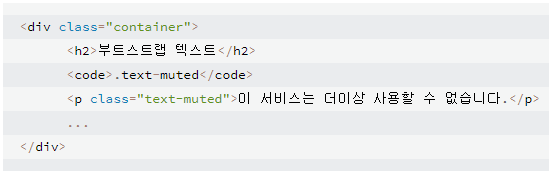 <div class="container">
<h2>부트스트랩 텍스트</h2>
<code>.text-muted</code>
<p class="text-muted">이 서비스는 더이상 사용할 수 없습니다.</p>
...
</div>